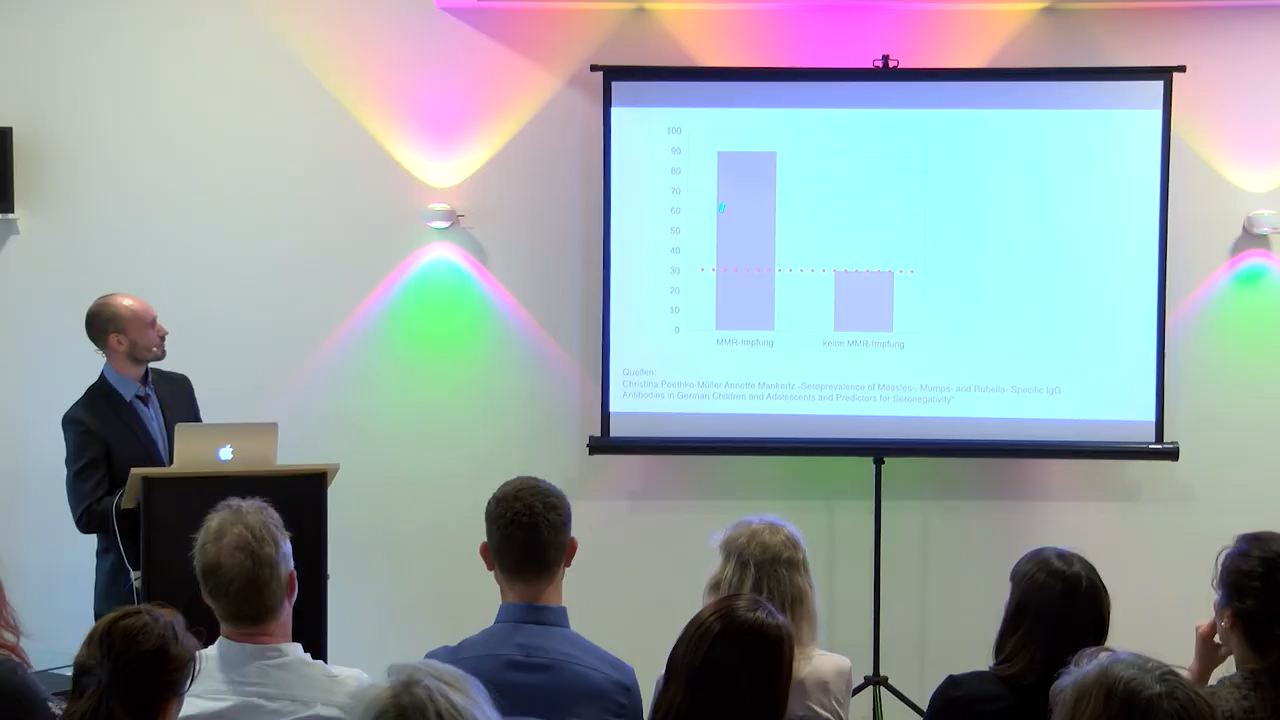 100
90
80
70
60
50
40
30
20
10
0
MMR-Impfung keine MMR-Impfung
Quellen:
Christina Poethko-Müller Annette Mankertz „Seroprevalence of Measles-, Mumps- and Rubella- Specific IgG
Antibodies in German Children and Adolescents and Predictors for Seronegativity"